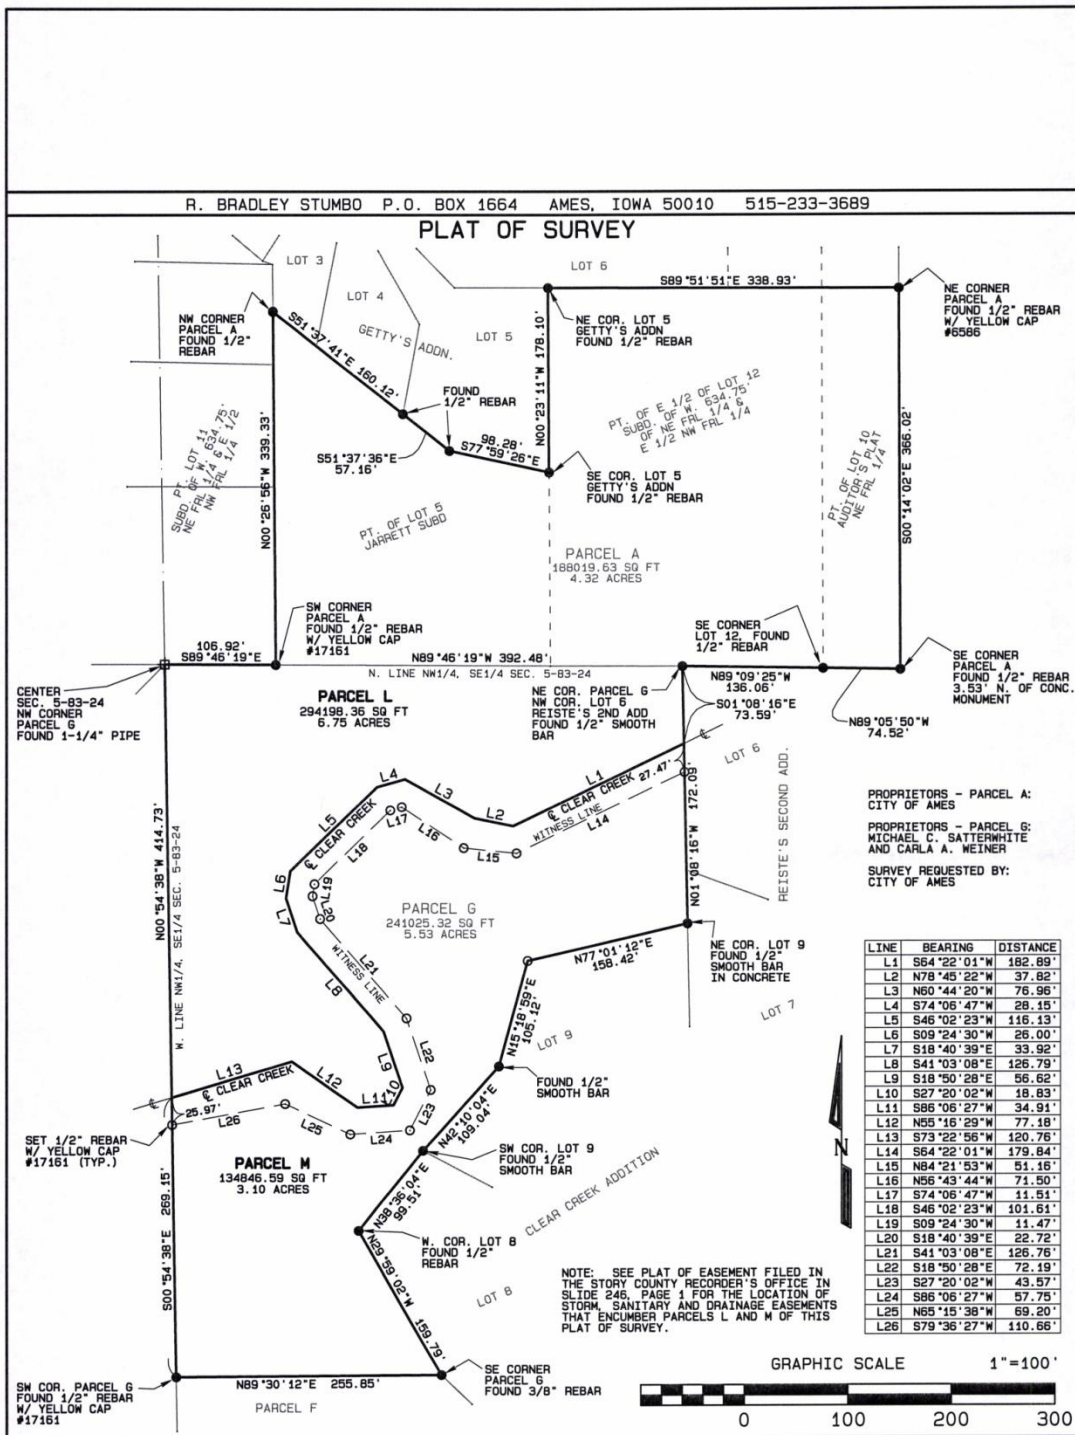 R. BRADLEY STUMBO P.O. BOX 1664 AMES, IOWA 50010 515-233-3689
PLAT OF SURVEY
LOT 3
LOT 4
LOT 5
LOT 6
GETTY'S ADDN.
S89°51'51"E 338.93'
NE CORNER
PARCEL A
FOUND 1/2" REBAR
W/ YELLOW CAP
#6586
NW CORNER
PARCEL A
FOUND 1/2"
REBAR
S51°37'41"E 160.12'
NE COR. LOT 5
GETTY'S ADDN
FOUND 1/2" REBAR
N00°23'11"W 178.10'
FOUND
1/2" REBAR
PT. OF E 1/2 OF LOT 12
SUBD. OF W. 634.75'
OF NE FRL 1/4 &
E 1/2 NW FRL 1/4
PT. LOT 11
SUBD. OF W. 634.75'
NE FRL 1/4 & E 1/2
NW FRL 1/4
N00°26'56"W 339.33'
S51°37'36"E
57.16'
98.28'
S77°59'26"E
SE COR. LOT 5
GETTY'S ADDN
FOUND 1/2" REBAR
PT. OF LOT 10
AUDITOR'S PLAT
NE FRL 1/4
S00°14'02"E 366.02'
PT. OF LOT 5
JARRETT SUBD
PARCEL A
188019.63 SQ FT
4.32 ACRES
SW CORNER
PARCEL A
FOUND 1/2" REBAR
W/ YELLOW CAP
#17161
SE CORNER
LOT 12, FOUND
1/2" REBAR
106.92'
S89°46'19"E
N89°46'19"W 392.48'
N. LINE NW1/4, SE1/4 SEC. 5-83-24
N89°09'25"W
136.06'
SE CORNER
PARCEL A
FOUND 1/2" REBAR
3.53' N. OF CONC.
MONUMENT
CENTER
SEC. 5-83-24
NW CORNER
PARCEL G
FOUND 1-1/4" PIPE
PARCEL L
294198.36 SQ FT
6.75 ACRES
NE COR. PARCEL G
NW COR. LOT 6
REISTE'S 2ND ADD
FOUND 1/2" SMOOTH
BAR
S01°08'16"E
73.59'
N89°05'50"W
74.52'
LOT 6
L4
L3
L2
L1
℄ CLEAR CREEK
27.47'
WITNESS LINE
L14
L5
℄ CLEAR CREEK
L17
L16
L15
L18
N01°08'16"W 172.09'
REISTE'S SECOND ADD.
PROPRIETORS - PARCEL A:
CITY OF AMES
PROPRIETORS - PARCEL G:
MICHAEL C. SATTERWHITE
AND CARLA A. WEINER
SURVEY REQUESTED BY:
CITY OF AMES
N00°54'38"W 414.73'
W. LINE NW1/4, SE1/4 SEC. 5-83-24
L6
L19
L20
L7
PARCEL G
241025.32 SQ FT
5.53 ACRES
L21
WITNESS LINE
L8
N77°01'12"E
158.42'
NE COR. LOT 9
FOUND 1/2"
SMOOTH BAR
IN CONCRETE
LOT 7
LINE BEARING DISTANCE
L1 S64°22'01"W 182.89'
L2 N78°45'22"W 37.82'
L3 N60°44'20"W 76.96'
L4 S74°06'47"W 28.15'
L5 S46°02'23"W 116.13'
L6 S09°24'30"W 26.00'
L7 S18°40'39"E 33.92'
L8 S41°03'08"E 126.79'
L9 S18°50'28"E 56.62'
L10 S27°20'02"W 18.83'
L11 S86°06'27"W 34.91'
L12 N55°16'29"W 77.18'
L13 S73°22'56"W 120.76'
L14 S64°22'01"W 179.84'
L15 N84°21'53"W 51.16'
L16 N56°43'44"W 71.50'
L17 S74°06'47"W 11.51'
L18 S46°02'23"W 101.61'
L19 S09°24'30"W 11.47'
L20 S18°40'39"E 22.72'
L21 S41°03'08"E 126.76'
L22 S18°50'28"E 72.19'
L23 S27°20'02"W 43.57'
L24 S86°06'27"W 57.75'
L25 N65°15'38"W 69.20'
L26 S79°36'27"W 110.66'
N15°18'59"E
105.12'
LOT 9
L22
L9
L13
℄ CLEAR CREEK
L12
L11
L10
L23
℄
25.97'
L26
L25
L24
FOUND 1/2"
SMOOTH BAR
N42°10'04"E
109.04'
SET 1/2" REBAR
W/ YELLOW CAP
#17161 (TYP.)
PARCEL M
134846.59 SQ FT
3.10 ACRES
SW COR. LOT 9
FOUND 1/2"
SMOOTH BAR
N
S00°54'38"E 269.15'
N38°36'04"E
99.51'
CLEAR CREEK ADDITION
W. COR. LOT 8
FOUND 1/2"
REBAR
N29°59'02"W 159.79'
LOT 8
NOTE: SEE PLAT OF EASEMENT FILED IN
THE STORY COUNTY RECORDER'S OFFICE IN
SLIDE 246, PAGE 1 FOR THE LOCATION OF
STORM, SANITARY AND DRAINAGE EASEMENTS
THAT ENCUMBER PARCELS L AND M OF THIS
PLAT OF SURVEY.
SW COR. PARCEL G
FOUND 1/2" REBAR
W/ YELLOW CAP
#17161
N89°30'12"E 255.85'
PARCEL F
SE CORNER
PARCEL G
FOUND 3/8" REBAR
GRAPHIC SCALE 1"=100'
0 100 200 300